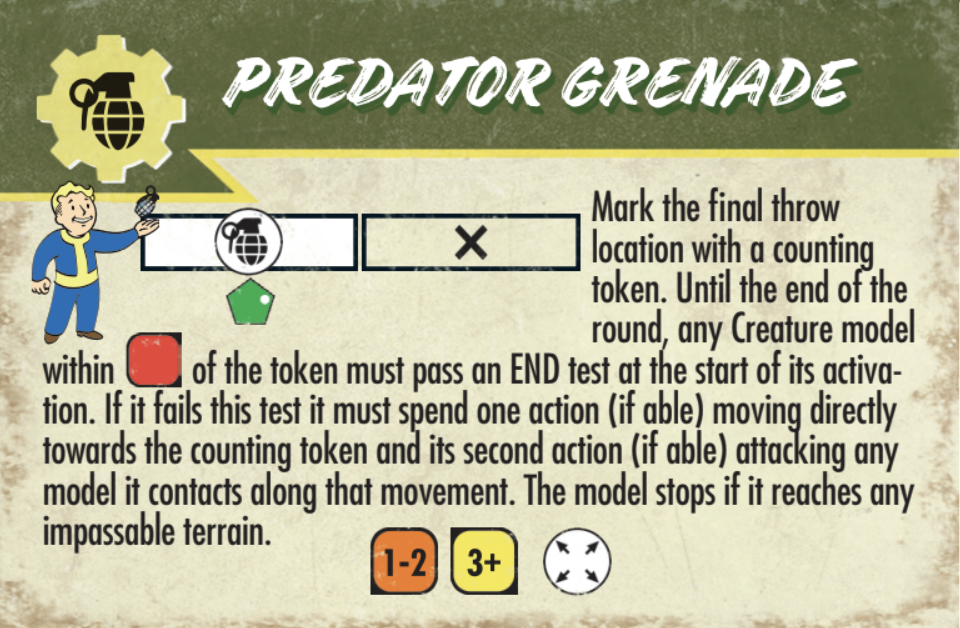 PREDATOR GRENADE
Mark the final throw
location with a counting
token. Until the end of the
round, any Creature model
within of the token must pass an END test at the start of its activa-
tion. If it fails this test it must spend one action (if able) moving directly
towards the counting token and its second action (if able) attacking any
model it contacts along that movement. The model stops if it reaches any
impassable terrain.
1-2 3+